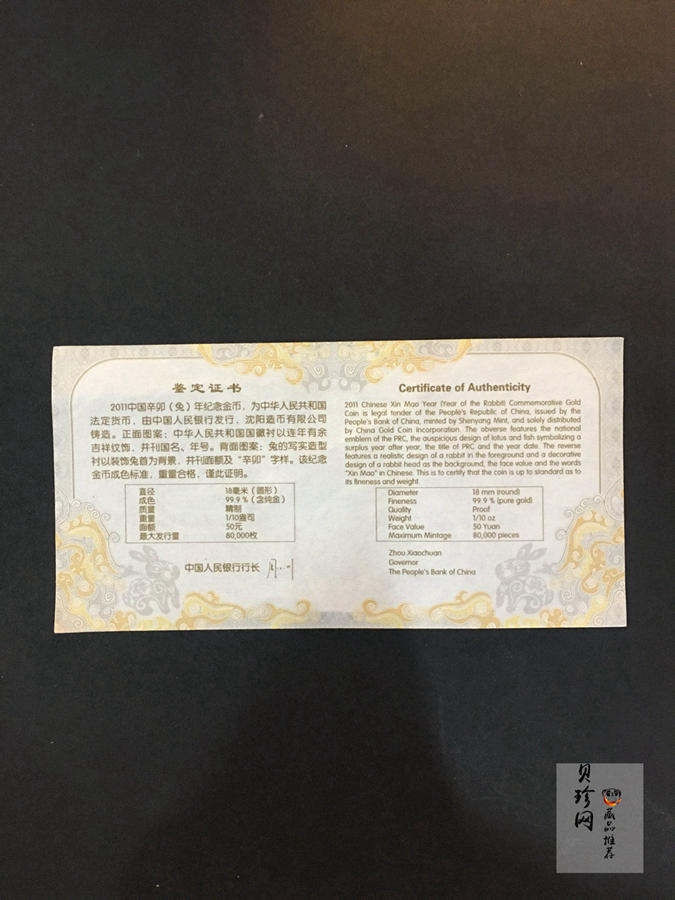 鉴定证书
2011中国辛卯（兔）年纪念金币，为中华人民共和国
法定货币，由中国人民银行发行，沈阳造币有限公司
铸造。正面图案：中华人民共和国国徽衬以连年有余
吉祥纹饰，并刊国名、年号。背面图案：兔的写实造型
衬以装饰兔首为背景，并刊面额及“辛卯”字样。该纪念
金币成色标准，重量合格，谨此证明。
直径 18毫米（圆形）
成色 99.9％（含纯金）
质量 精制
重量 1/10盎司
面额 50元
最大发行量 80,000枚
中国人民银行行长
Certificate of Authenticity
2011 Chinese Xin Mao Year (Year of the Rabbit) Commemorative Gold
Coin is legal tender of the People's Republic of China, issued by the
People's Bank of China, minted by Shenyang Mint, and solely distributed
by China Gold Coin Incorporation. The obverse features the national
emblem of the PRC, the auspicious design of lotus and fish symbolizing a
surplus year after year, the title of PRC and the year date. The reverse
features a realistic design of a rabbit in the foreground and a decorative
design of a rabbit head as the background, the face value and the words
"Xin Mao" in Chinese. This is to certify that the coin is up to standard as to
its fineness and weight.
Diameter 18 mm (round)
Fineness 99.9 % (pure gold)
Quality Proof
Weight 1/10 oz
Face Value 50 Yuan
Maximum Mintage 80,000 pieces
Zhou Xiaochuan
Governor
The People's Bank of China
贝珍网
藏品推荐